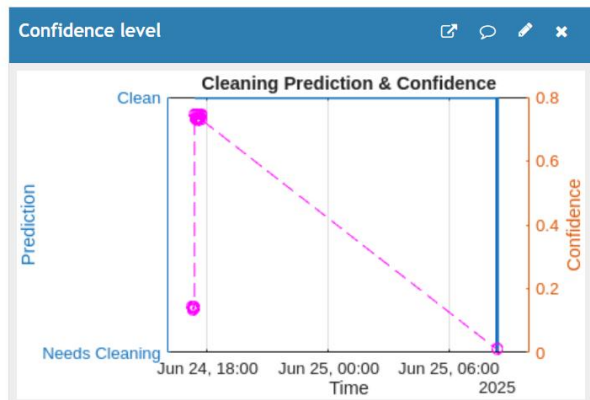 Confidence level
Cleaning Prediction & Confidence
Clean
0.8
0.6
0.4
0.2
0
Prediction
Confidence
Needs Cleaning
Jun 24, 18:00
Jun 25, 00:00
Jun 25, 06:00
Time
2025